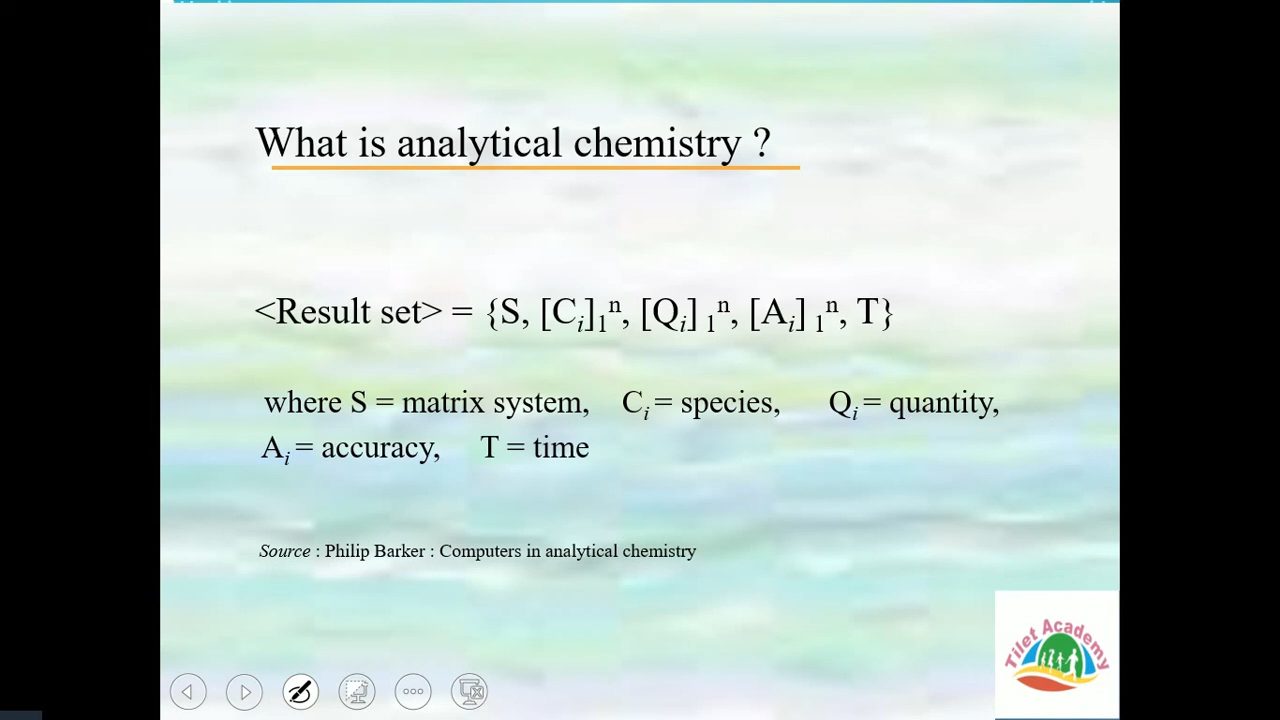 What is analytical chemistry ?
<Result set> = {S, [Cᵢ]₁ⁿ, [Qᵢ] ₁ⁿ, [Aᵢ] ₁ⁿ, T}
where S = matrix system, Cᵢ = species, Qᵢ = quantity,
Aᵢ = accuracy, T = time
Source : Philip Barker : Computers in analytical chemistry
Tilet Academy